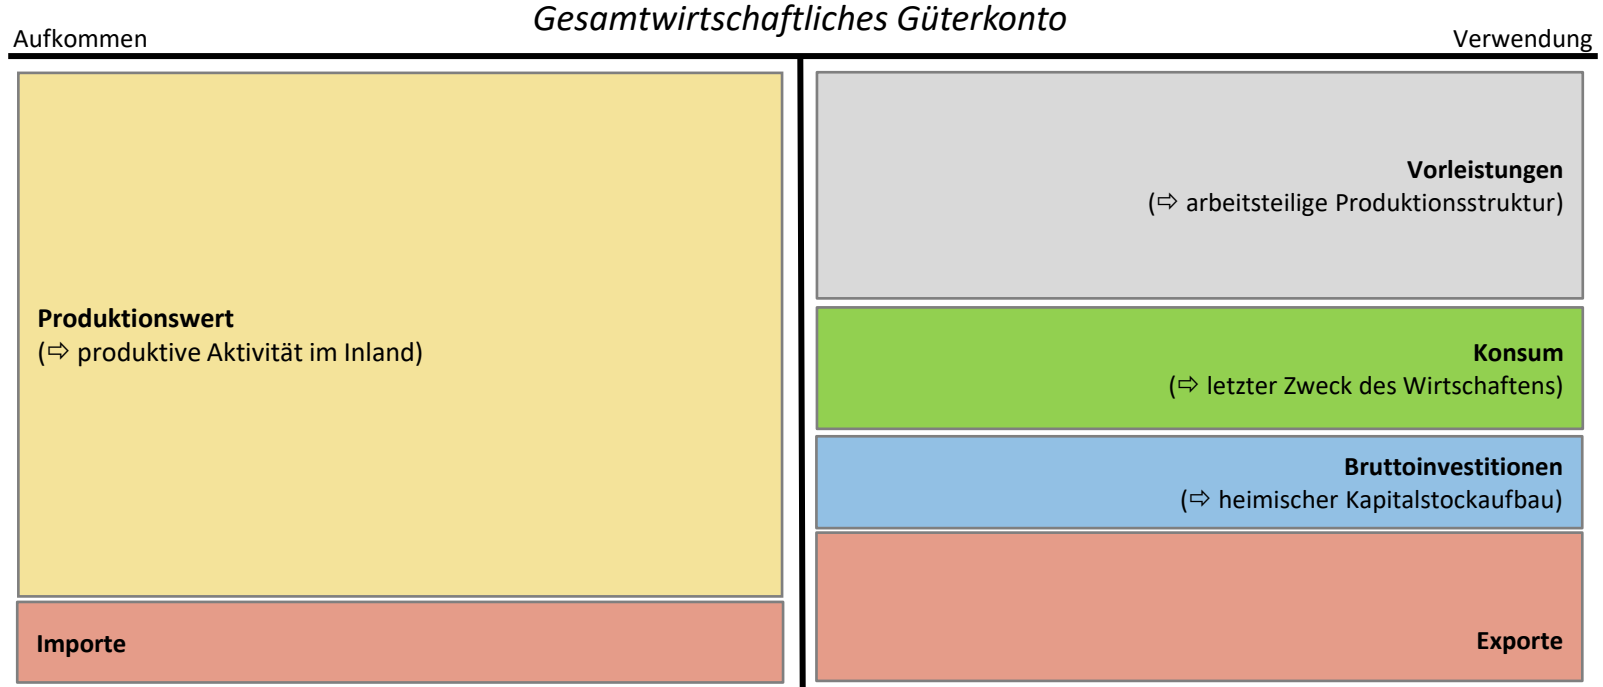 Gesamtwirtschaftliches Güterkonto
Aufkommen
Verwendung
Produktionswert
(⇨ produktive Aktivität im Inland)
Importe
Vorleistungen
(⇨ arbeitsteilige Produktionsstruktur)
Konsum
(⇨ letzter Zweck des Wirtschaftens)
Bruttoinvestitionen
(⇨ heimischer Kapitalstockaufbau)
Exporte